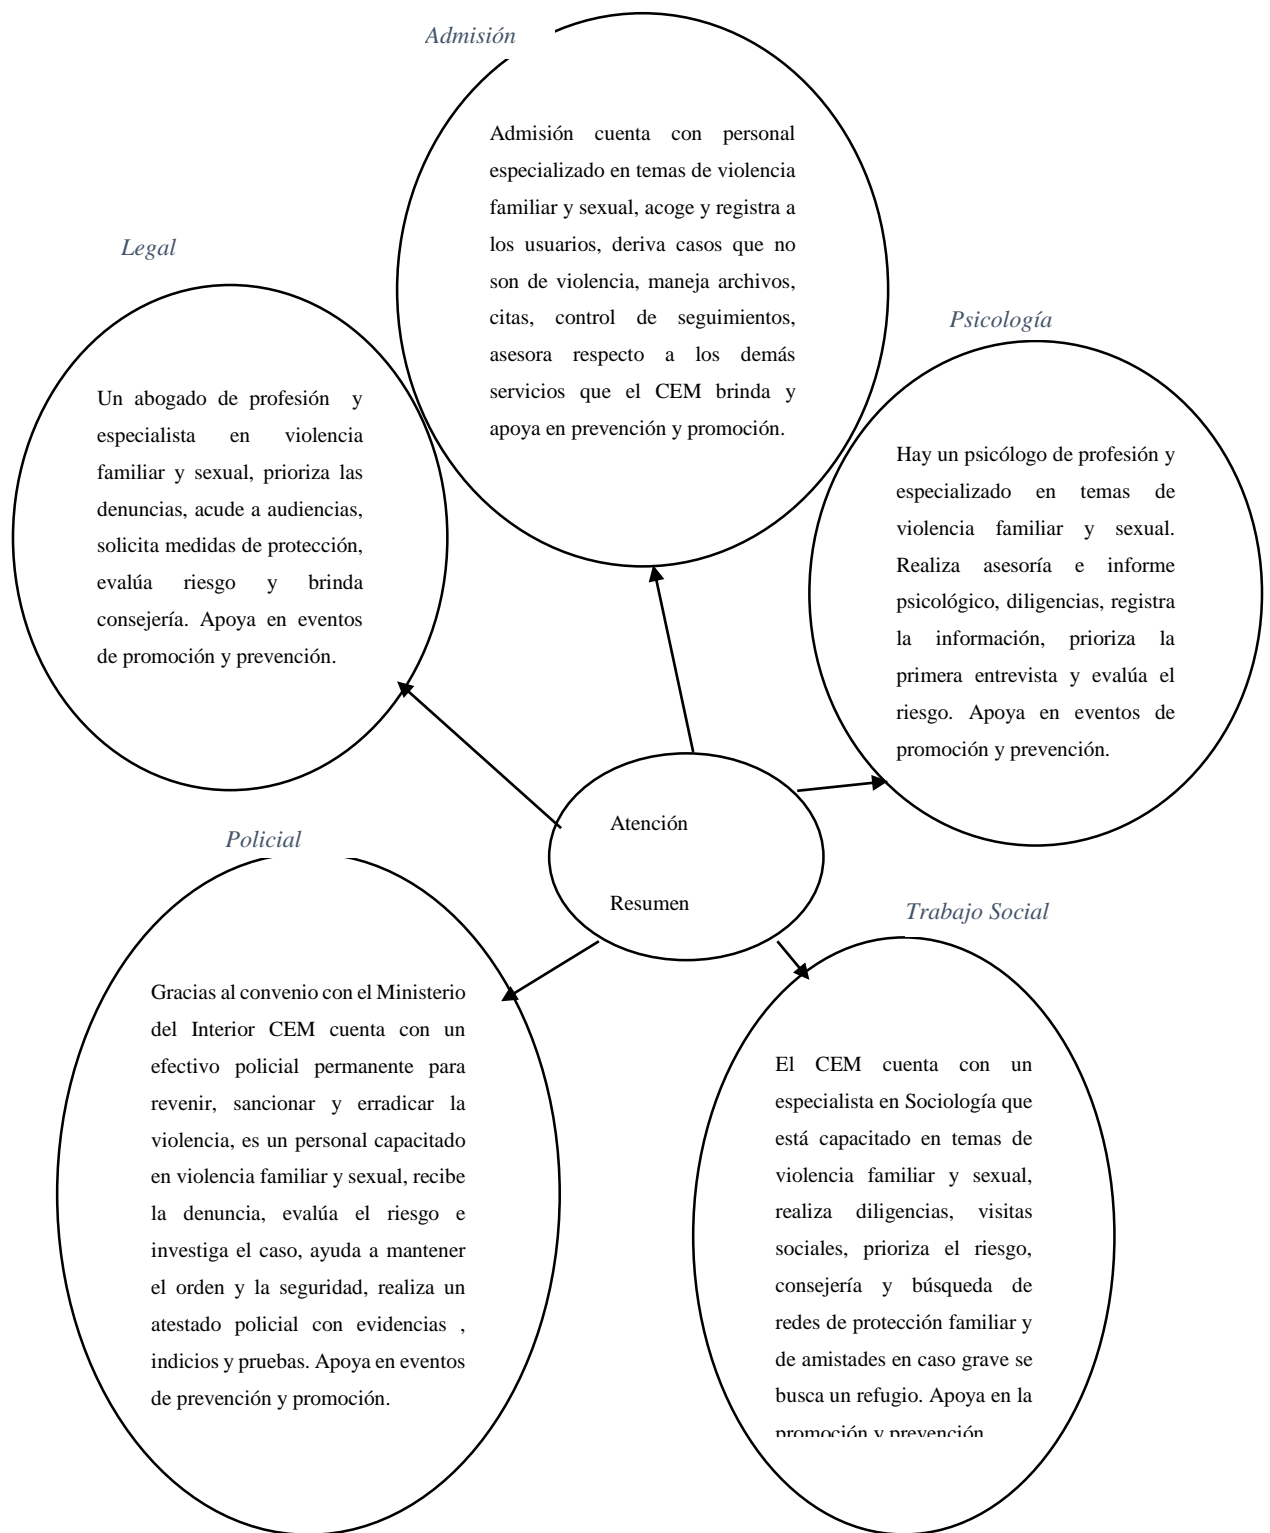 Admisión
Admisión cuenta con personal
especializado en temas de violencia
familiar y sexual, acoge y registra a
los usuarios, deriva casos que no
son de violencia, maneja archivos,
citas, control de seguimientos,
asesora respecto a los demás
servicios que el CEM brinda y
apoya en prevención y promoción.
Legal
Un abogado de profesión y
especialista en violencia
familiar y sexual, prioriza las
denuncias, acude a audiencias,
solicita medidas de protección,
evalúa riesgo y brinda
consejería. Apoya en eventos
de promoción y prevención.
Psicología
Hay un psicólogo de profesión y
especializado en temas de
violencia familiar y sexual.
Realiza asesoría e informe
psicológico, diligencias, registra
la información, prioriza la
primera entrevista y evalúa el
riesgo. Apoya en eventos de
promoción y prevención.
Atención
Resumen
Policial
Gracias al convenio con el Ministerio
del Interior CEM cuenta con un
efectivo policial permanente para
revenir, sancionar y erradicar la
violencia, es un personal capacitado
en violencia familiar y sexual, recibe
la denuncia, evalúa el riesgo e
investiga el caso, ayuda a mantener
el orden y la seguridad, realiza un
atestado policial con evidencias ,
indicios y pruebas. Apoya en eventos
de prevención y promoción.
Trabajo Social
El CEM cuenta con un
especialista en Sociología que
está capacitado en temas de
violencia familiar y sexual,
realiza diligencias, visitas
sociales, prioriza el riesgo,
consejería y búsqueda de
redes de protección familiar y
de amistades en caso grave se
busca un refugio. Apoya en la
promoción y prevención